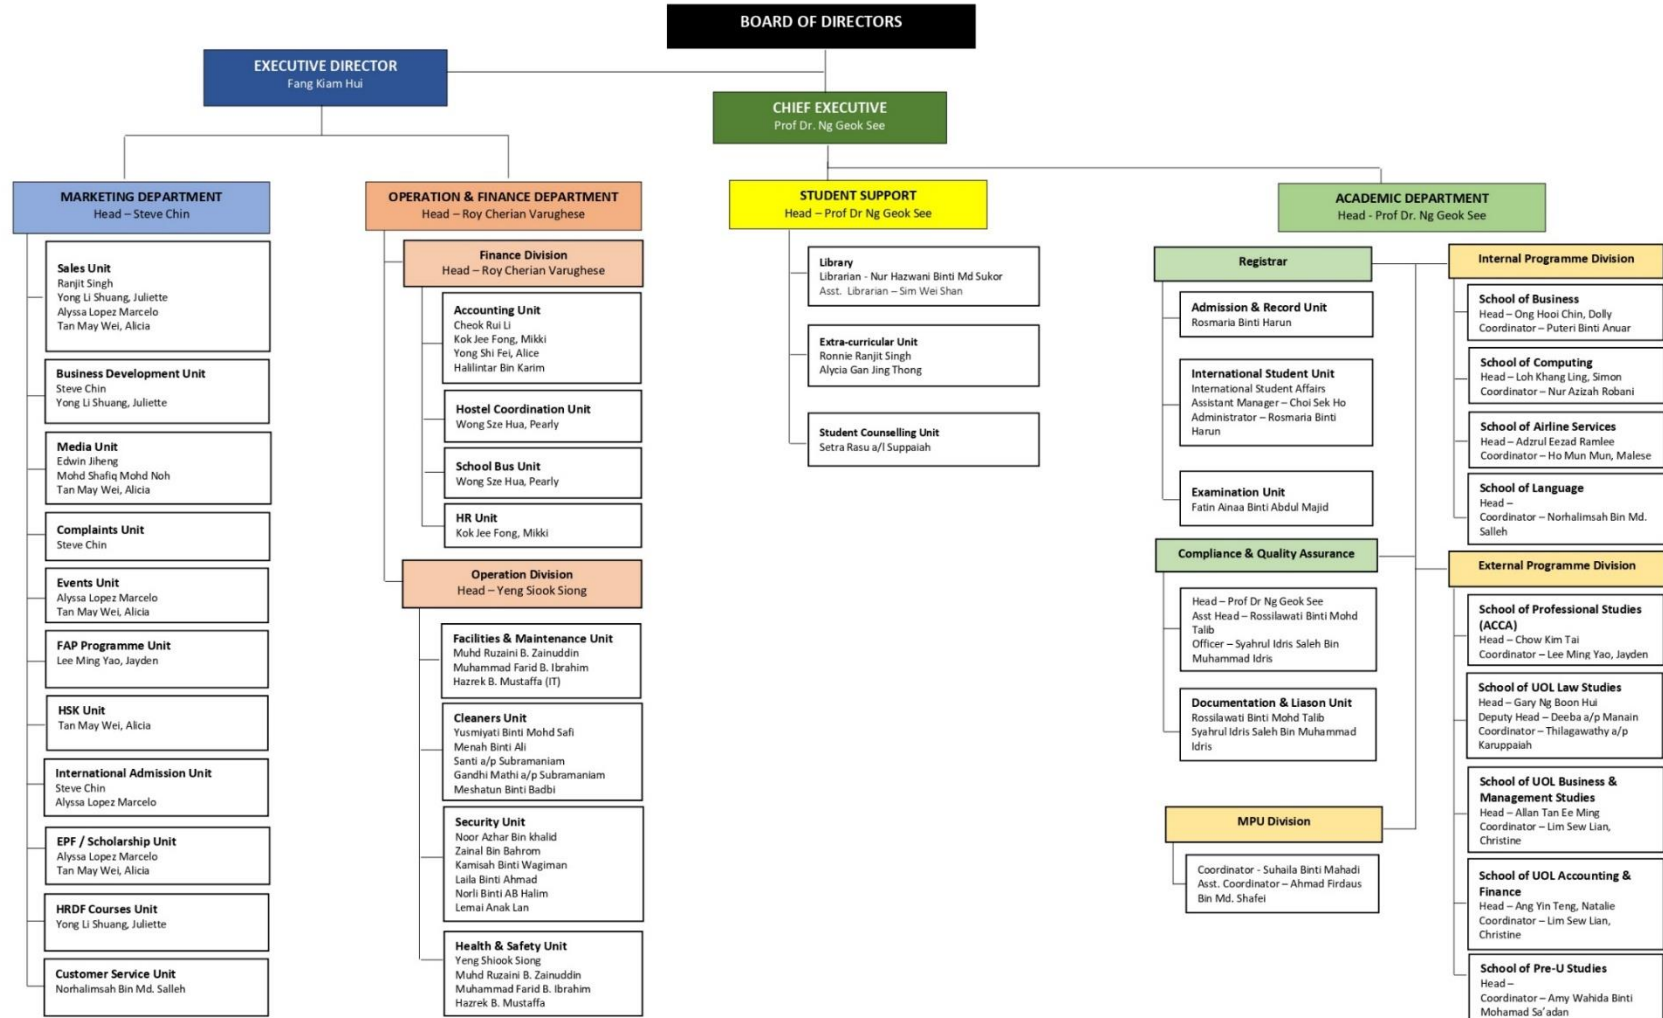 BOARD OF DIRECTORS
EXECUTIVE DIRECTOR
Fang Kiam Hui
CHIEF EXECUTIVE
Prof Dr. Ng Geok See
MARKETING DEPARTMENT
Head – Steve Chin
Sales Unit
Ranjit Singh
Yong Li Shuang, Juliette
Alyssa Lopez Marcelo
Tan May Wei, Alicia
Business Development Unit
Steve Chin
Yong Li Shuang, Juliette
Media Unit
Edwin Jiheng
Mohd Shafiq Mohd Noh
Tan May Wei, Alicia
Complaints Unit
Steve Chin
Events Unit
Alyssa Lopez Marcelo
Tan May Wei, Alicia
FAP Programme Unit
Lee Ming Yao, Jayden
HSK Unit
Tan May Wei, Alicia
International Admission Unit
Steve Chin
Alyssa Lopez Marcelo
EPF / Scholarship Unit
Alyssa Lopez Marcelo
Tan May Wei, Alicia
HRDF Courses Unit
Yong Li Shuang, Juliette
Customer Service Unit
Norhalimsah Bin Md. Salleh
OPERATION & FINANCE DEPARTMENT
Head – Roy Cherian Varughese
Finance Division
Head – Roy Cherian Varughese
Accounting Unit
Cheok Rui Li
Kok Jee Fong, Mikki
Yong Shi Fei, Alice
Halilintar Bin Karim
Hostel Coordination Unit
Wong Sze Hua, Pearly
School Bus Unit
Wong Sze Hua, Pearly
HR Unit
Kok Jee Fong, Mikki
Operation Division
Head – Yeng Siook Siong
Facilities & Maintenance Unit
Muhd Ruzaini B. Zainuddin
Muhammad Farid B. Ibrahim
Hazrek B. Mustaffa (IT)
Cleaners Unit
Yusmiyati Binti Mohd Safi
Menah Binti Ali
Santi a/p Subramaniam
Gandhi Mathi a/p Subramaniam
Meshatun Binti Badbi
Security Unit
Noor Azhar Bin khalid
Zainal Bin Bahrom
Kamisah Binti Wagiman
Laila Binti Ahmad
Norli Binti AB Halim
Lemai Anak Lan
Health & Safety Unit
Yeng Shiook Siong
Muhd Ruzaini B. Zainuddin
Muhammad Farid B. Ibrahim
Hazrek B. Mustaffa
STUDENT SUPPORT
Head – Prof Dr Ng Geok See
Library
Librarian - Nur Hazwani Binti Md Sukor
Asst. Librarian – Sim Wei Shan
Extra-curricular Unit
Ronnie Ranjit Singh
Alycia Gan Jing Thong
Student Counselling Unit
Setra Rasu a/l Suppaiah
ACADEMIC DEPARTMENT
Head - Prof Dr. Ng Geok See
Registrar
Admission & Record Unit
Rosmaria Binti Harun
International Student Unit
International Student Affairs
Assistant Manager – Choi Sek Ho
Administrator – Rosmaria Binti
Harun
Examination Unit
Fatin Ainaa Binti Abdul Majid
Compliance & Quality Assurance
Head – Prof Dr Ng Geok See
Asst Head – Rossilawati Binti Mohd
Talib
Officer – Syahrul Idris Saleh Bin
Muhammad Idris
Documentation & Liason Unit
Rossilawati Binti Mohd Talib
Syahrul Idris Saleh Bin Muhammad
Idris
MPU Division
Coordinator - Suhaila Binti Mahadi
Asst. Coordinator – Ahmad Firdaus
Bin Md. Shafei
Internal Programme Division
School of Business
Head – Ong Hooi Chin, Dolly
Coordinator – Puteri Binti Anuar
School of Computing
Head – Loh Khang Ling, Simon
Coordinator – Nur Azizah Robani
School of Airline Services
Head – Adzrul Eezad Ramlee
Coordinator – Ho Mun Mun, Malese
School of Language
Head –
Coordinator – Norhalimsah Bin Md.
Salleh
External Programme Division
School of Professional Studies
(ACCA)
Head – Chow Kim Tai
Coordinator – Lee Ming Yao, Jayden
School of UOL Law Studies
Head – Gary Ng Boon Hui
Deputy Head – Deeba a/p Manain
Coordinator – Thilagawathy a/p
Karuppaiah
School of UOL Business &
Management Studies
Head – Allan Tan Ee Ming
Coordinator – Lim Sew Lian,
Christine
School of UOL Accounting &
Finance
Head – Ang Yin Teng, Natalie
Coordinator – Lim Sew Lian,
Christine
School of Pre-U Studies
Head –
Coordinator – Amy Wahida Binti
Mohamad Sa'adan